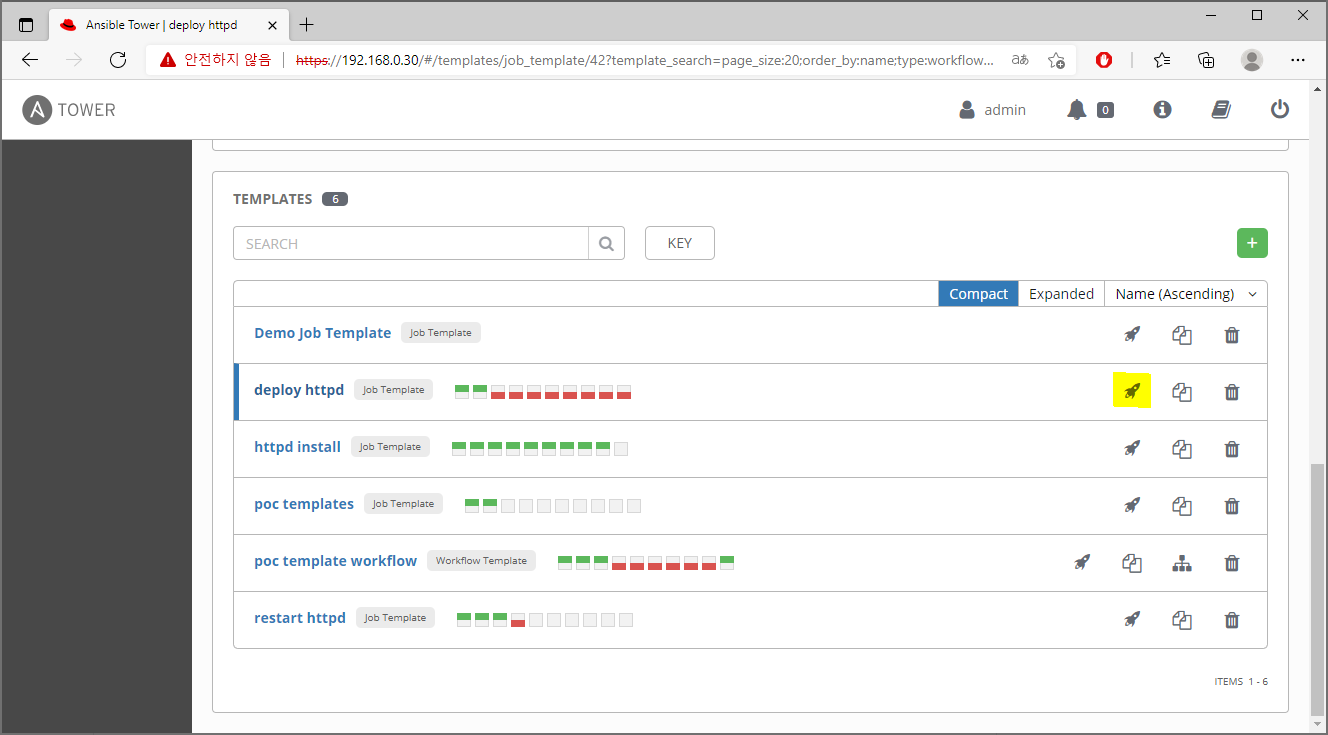 Ansible Tower | deploy httpd
안전하지 않음 | https://192.168.0.30/#/templates/job_template/42?template_search=page_size:20;order_by:name;type:workflow... aあ
TOWER admin 0
TEMPLATES 6
SEARCH KEY +
Compact Expanded Name (Ascending)
Demo Job Template Job Template
deploy httpd Job Template
httpd install Job Template
poc templates Job Template
poc template workflow Workflow Template
restart httpd Job Template
ITEMS 1 - 6